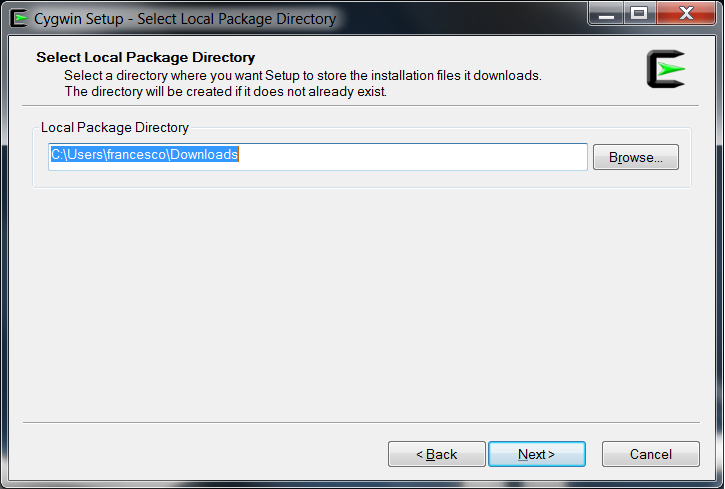 Cygwin Setup - Select Local Package Directory
Select Local Package Directory
Select a directory where you want Setup to store the installation files it downloads.
The directory will be created if it does not already exist.
Local Package Directory
C:\Users\francesco\Downloads
Browse...
< Back
Next >
Cancel